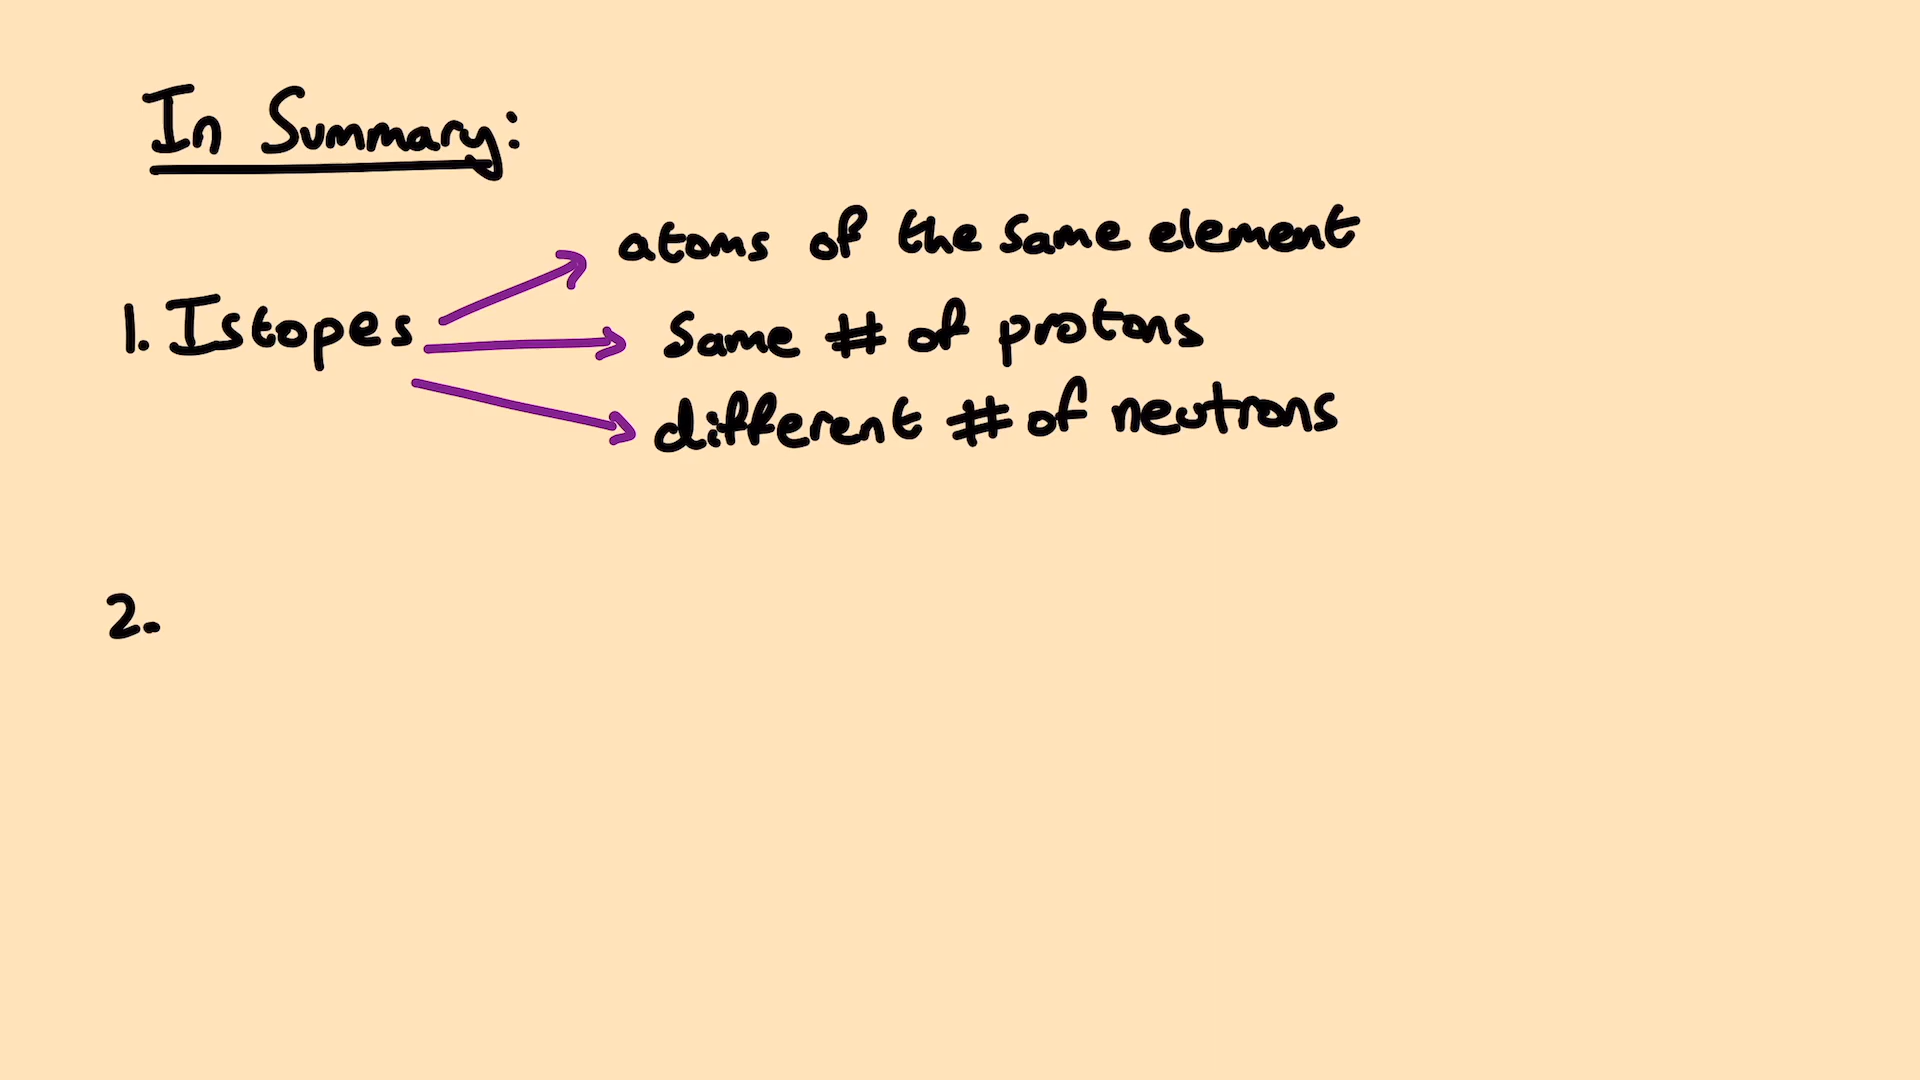 In Summary:
atoms of the same element
1. Istopes
Same # of protons
different # of neutrons
2.